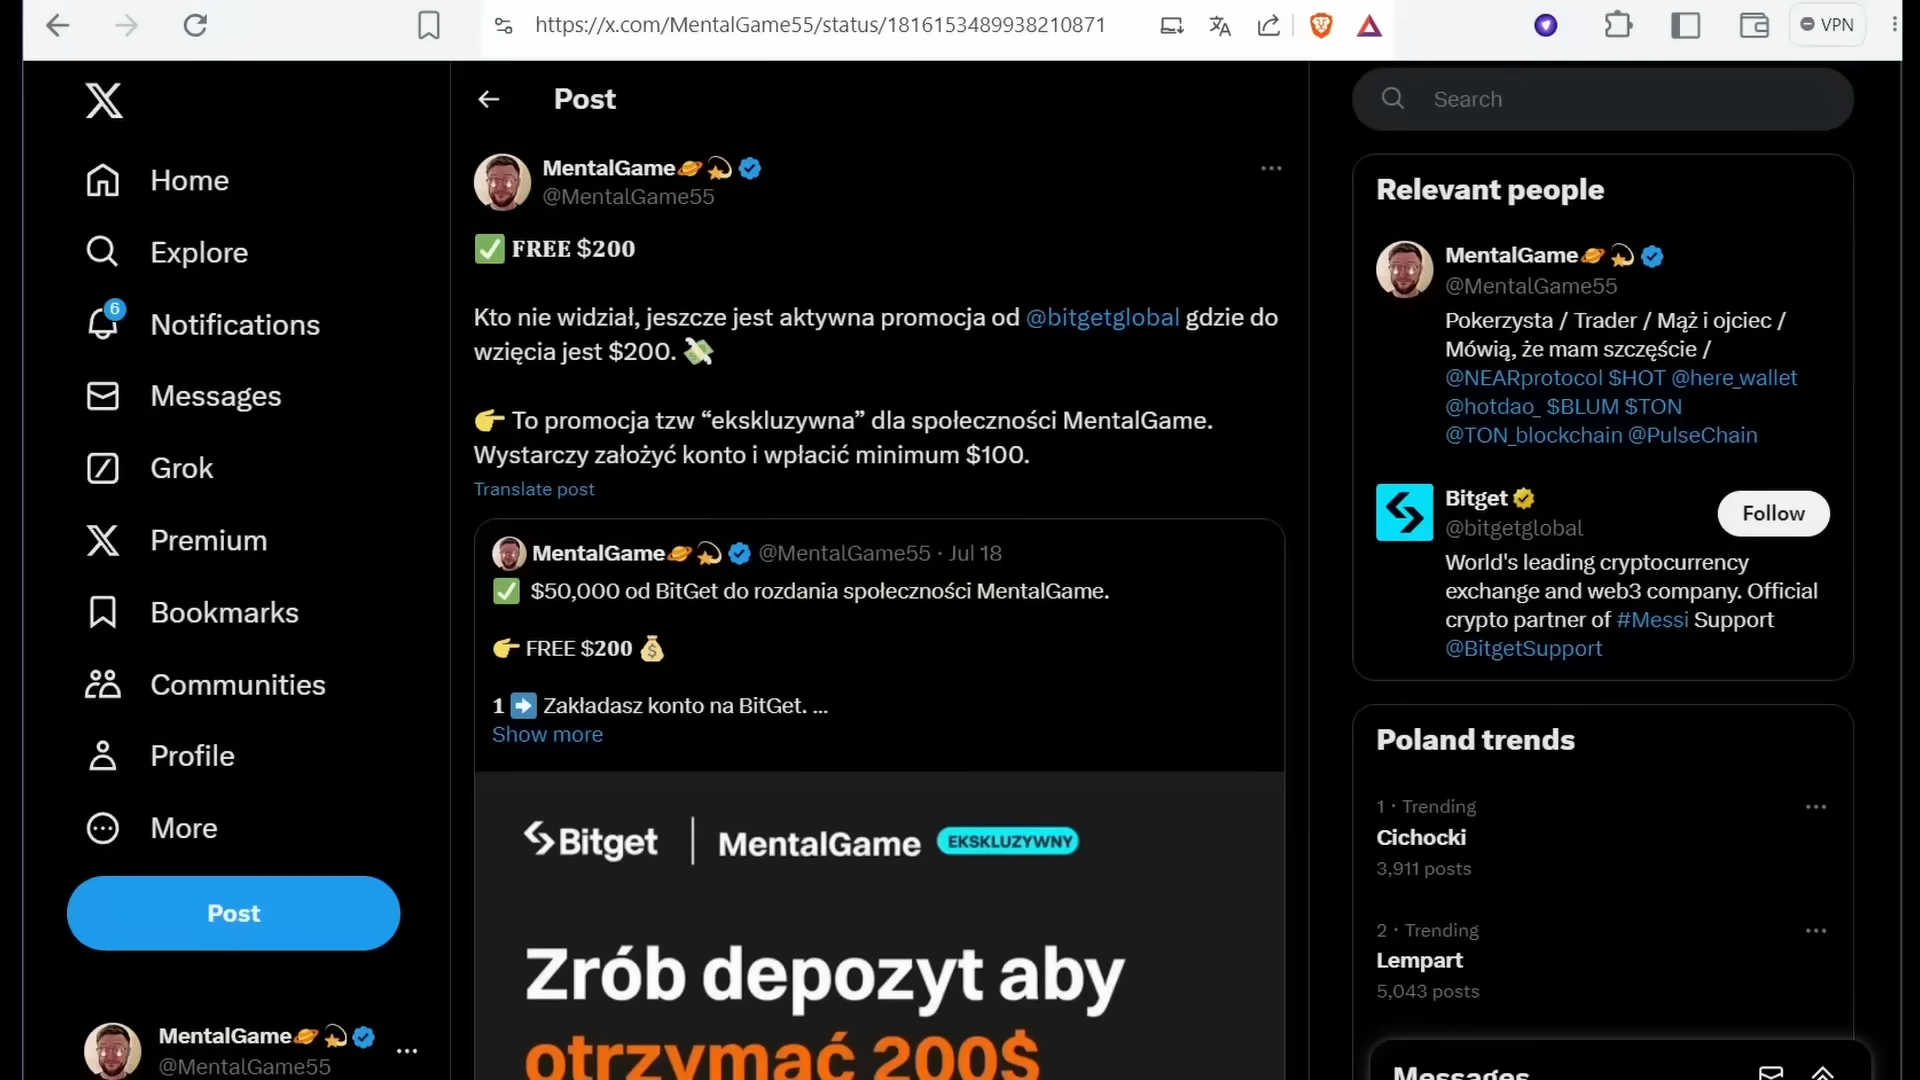 https://x.com/MentalGame55/status/1816153489938210871
VPN
Home
Explore
6
Notifications
Messages
Grok
Premium
Bookmarks
Communities
Profile
More
Post
MentalGame
@MentalGame55
Post
MentalGame
@MentalGame55
FREE $200
Kto nie widział, jeszcze jest aktywna promocja od @bitgetglobal gdzie do
wzięcia jest $200.
To promocja tzw “ekskluzywna” dla społeczności MentalGame.
Wystarczy założyć konto i wpłacić minimum $100.
Translate post
MentalGame @MentalGame55 · Jul 18
$50,000 od BitGet do rozdania społeczności MentalGame.
FREE $200
1 Zakładasz konto na BitGet. ...
Show more
Bitget | MentalGame EKSKLUZYWNY
Zrób depozyt aby
otrzymać 200$
Search
Relevant people
MentalGame
@MentalGame55
Pokerzysta / Trader / Mąż i ojciec /
Mówią, że mam szczęście /
@NEARprotocol $HOT @here_wallet
@hotdao_ $BLUM $TON
@TON_blockchain @PulseChain
Bitget
@bitgetglobal
Follow
World's leading cryptocurrency
exchange and web3 company. Official
crypto partner of #Messi Support
@BitgetSupport
Poland trends
1 · Trending
Cichocki
3,911 posts
2 · Trending
Lempart
5,043 posts
Messages